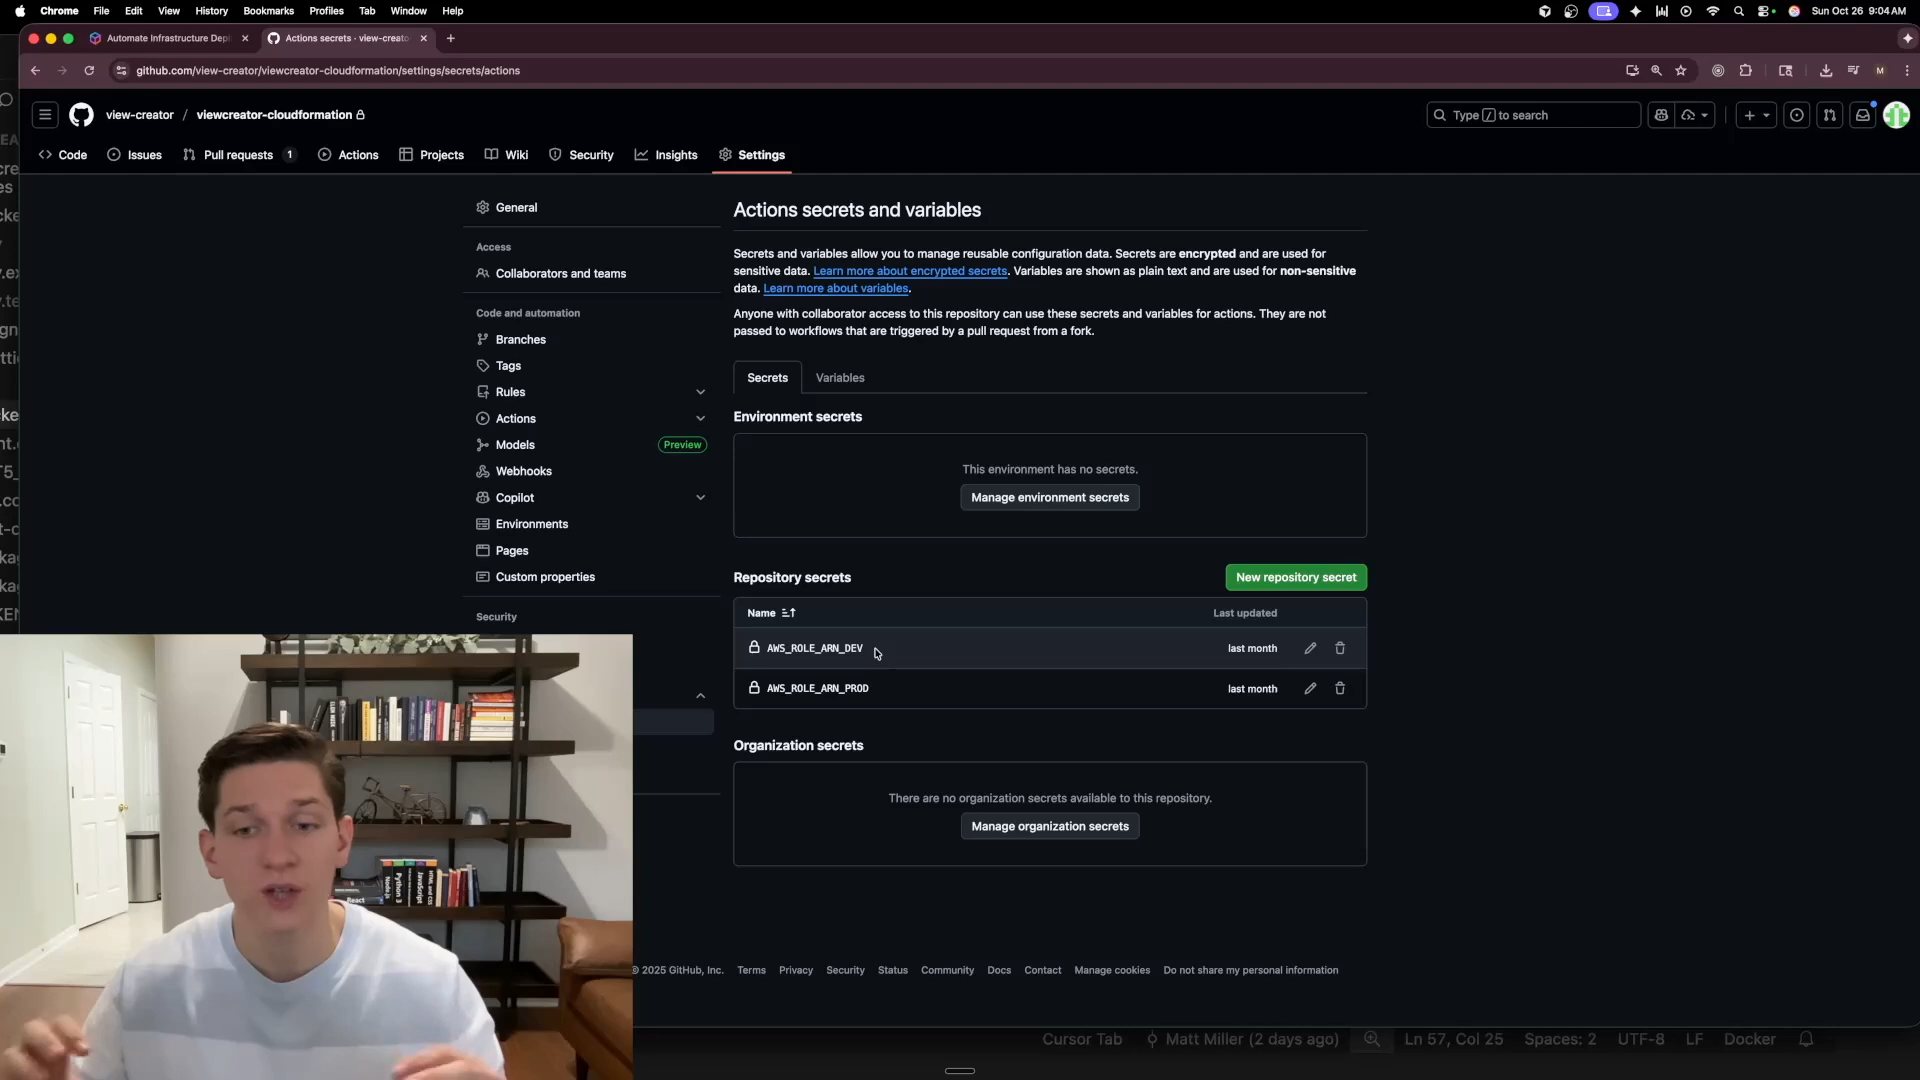 Chrome File Edit View History Bookmarks Profiles Tab Window Help
Sun Oct 26 9:04 AM
Automate Infrastructure Depl
Actions secrets · view-creato
github.com/view-creator/viewcreator-cloudformation/settings/secrets/actions
M
view-creator / viewcreator-cloudformation
Type / to search
Code Issues Pull requests 1 Actions Projects Wiki Security Insights Settings
General
Access
Collaborators and teams
Code and automation
Branches
Tags
Rules
Actions
Models Preview
Webhooks
Copilot
Environments
Pages
Custom properties
Security
Actions secrets and variables
Secrets and variables allow you to manage reusable configuration data. Secrets are encrypted and are used for
sensitive data. Learn more about encrypted secrets. Variables are shown as plain text and are used for non-sensitive
data. Learn more about variables.
Anyone with collaborator access to this repository can use these secrets and variables for actions. They are not
passed to workflows that are triggered by a pull request from a fork.
Secrets Variables
Environment secrets
This environment has no secrets.
Manage environment secrets
Repository secrets
New repository secret
Name Last updated
AWS_ROLE_ARN_DEV last month
AWS_ROLE_ARN_PROD last month
Organization secrets
There are no organization secrets available to this repository.
Manage organization secrets
© 2025 GitHub, Inc. Terms Privacy Security Status Community Docs Contact Manage cookies Do not share my personal information
Cursor Tab Matt Miller (2 days ago) Ln 57, Col 25 Spaces: 2 UTF-8 LF Docker
Node.js
Python 3
JavaScript
HTML and CSS
React